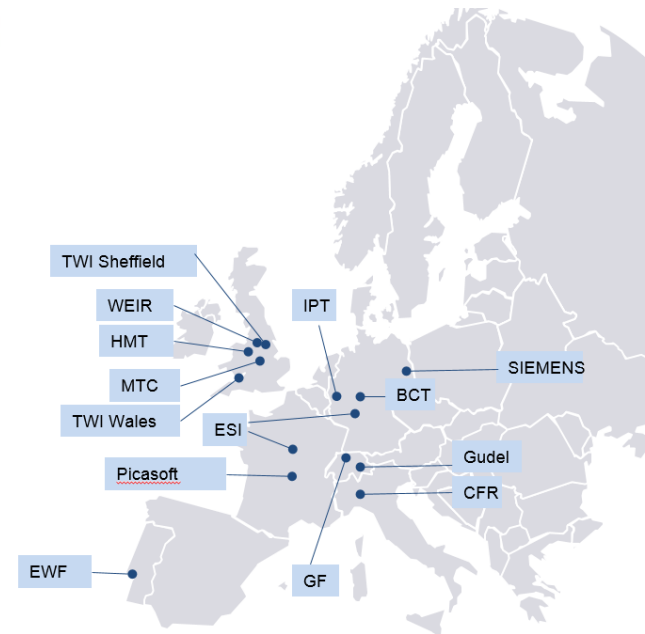 TWI Sheffield
WEIR
IPT
HMT
SIEMENS
MTC
BCT
TWI Wales
ESI
Gudel
Picasoft
CFR
EWF
GF